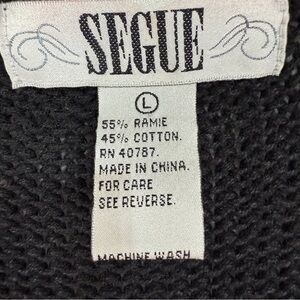 SEGUE
L
55% RAMIE
45% COTTON.
RN 40787.
MADE IN CHINA.
FOR CARE
SEE REVERSE.
MACHINE WASH